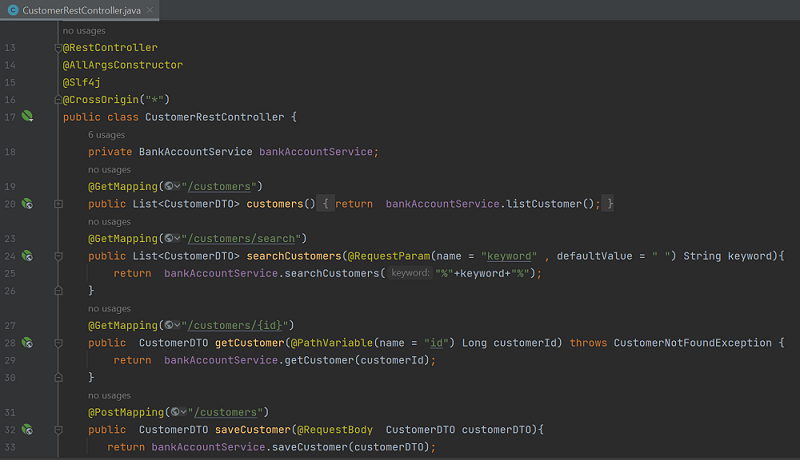 CustomerRestController.java
no usages
13 @RestController
14 @AllArgsConstructor
15 @Slf4j
16 @CrossOrigin("*")
17 public class CustomerRestController {
6 usages
18 private BankAccountService bankAccountService;
no usages
19 @GetMapping("/customers")
20 public List<CustomerDTO> customers() { return bankAccountService.listCustomer(); }
no usages
23 @GetMapping("/customers/search")
24 public List<CustomerDTO> searchCustomers(@RequestParam(name = "keyword" , defaultValue = " ") String keyword){
25 return bankAccountService.searchCustomers( keyword: "%"+keyword+"%");
26 }
no usages
27 @GetMapping("/customers/{id}")
28 public CustomerDTO getCustomer(@PathVariable(name = "id") Long customerId) throws CustomerNotFoundException {
29 return bankAccountService.getCustomer(customerId);
30 }
no usages
31 @PostMapping("/customers")
32 public CustomerDTO saveCustomer(@RequestBody CustomerDTO customerDTO){
33 return bankAccountService.saveCustomer(customerDTO);